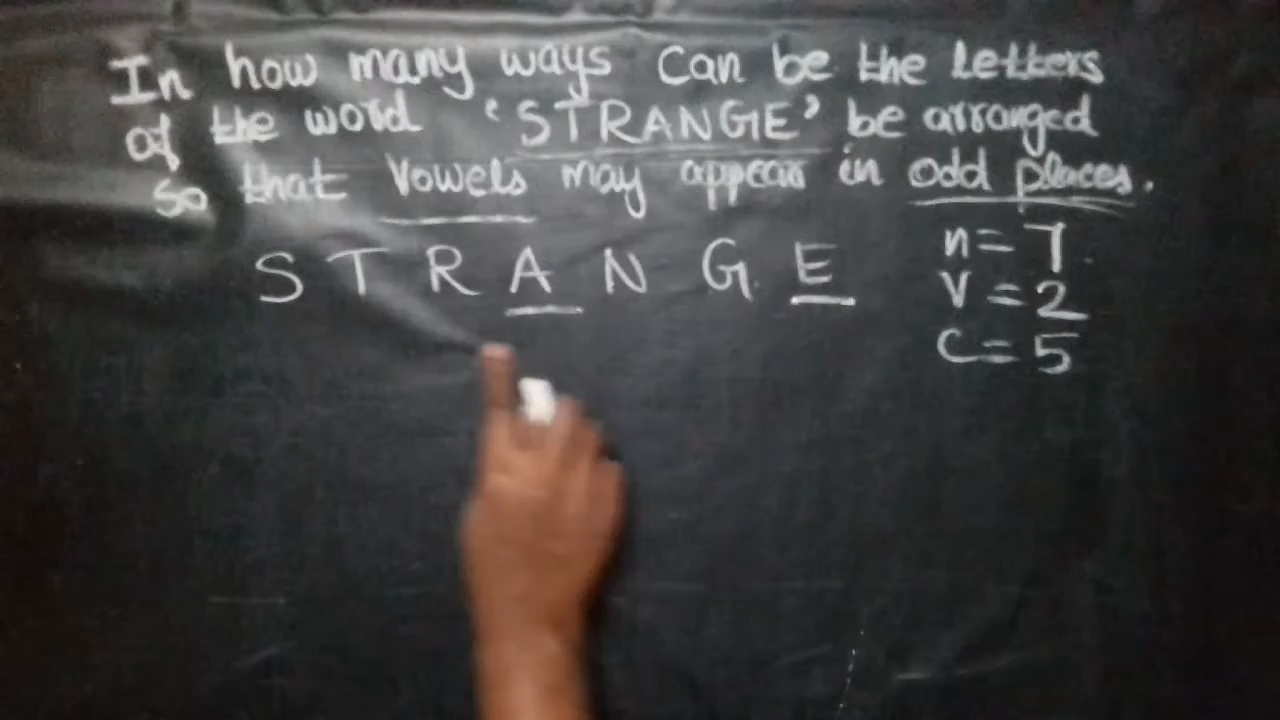 In how many ways can be the letters
of the word 'STRANGE' be arranged
so that vowels may appear in odd places.
S T R A N G E
n = 7
V = 2
C = 5